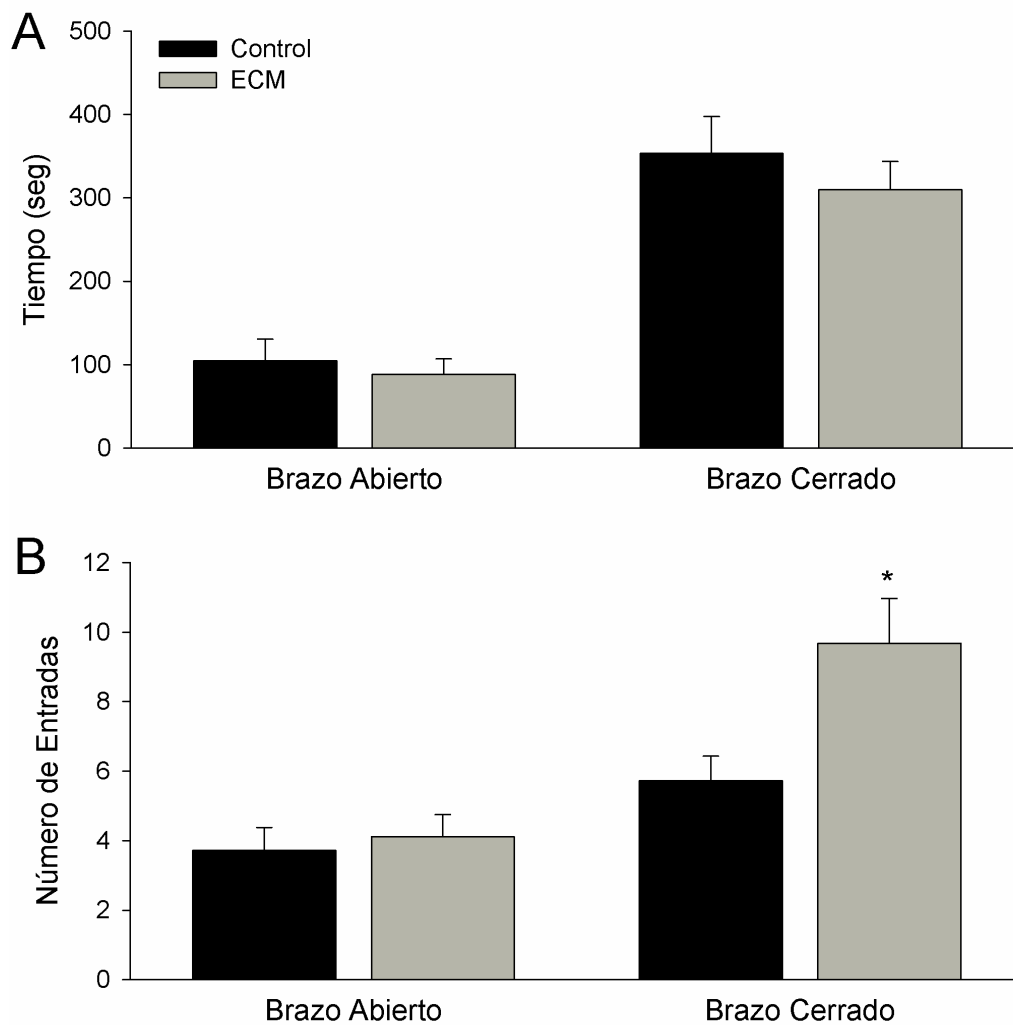 A
500
400
300
200
100
0
Tiempo (seg)
Control
ECM
Brazo Abierto
Brazo Cerrado
B
12
10
8
6
4
2
0
Número de Entradas
*
Brazo Abierto
Brazo Cerrado